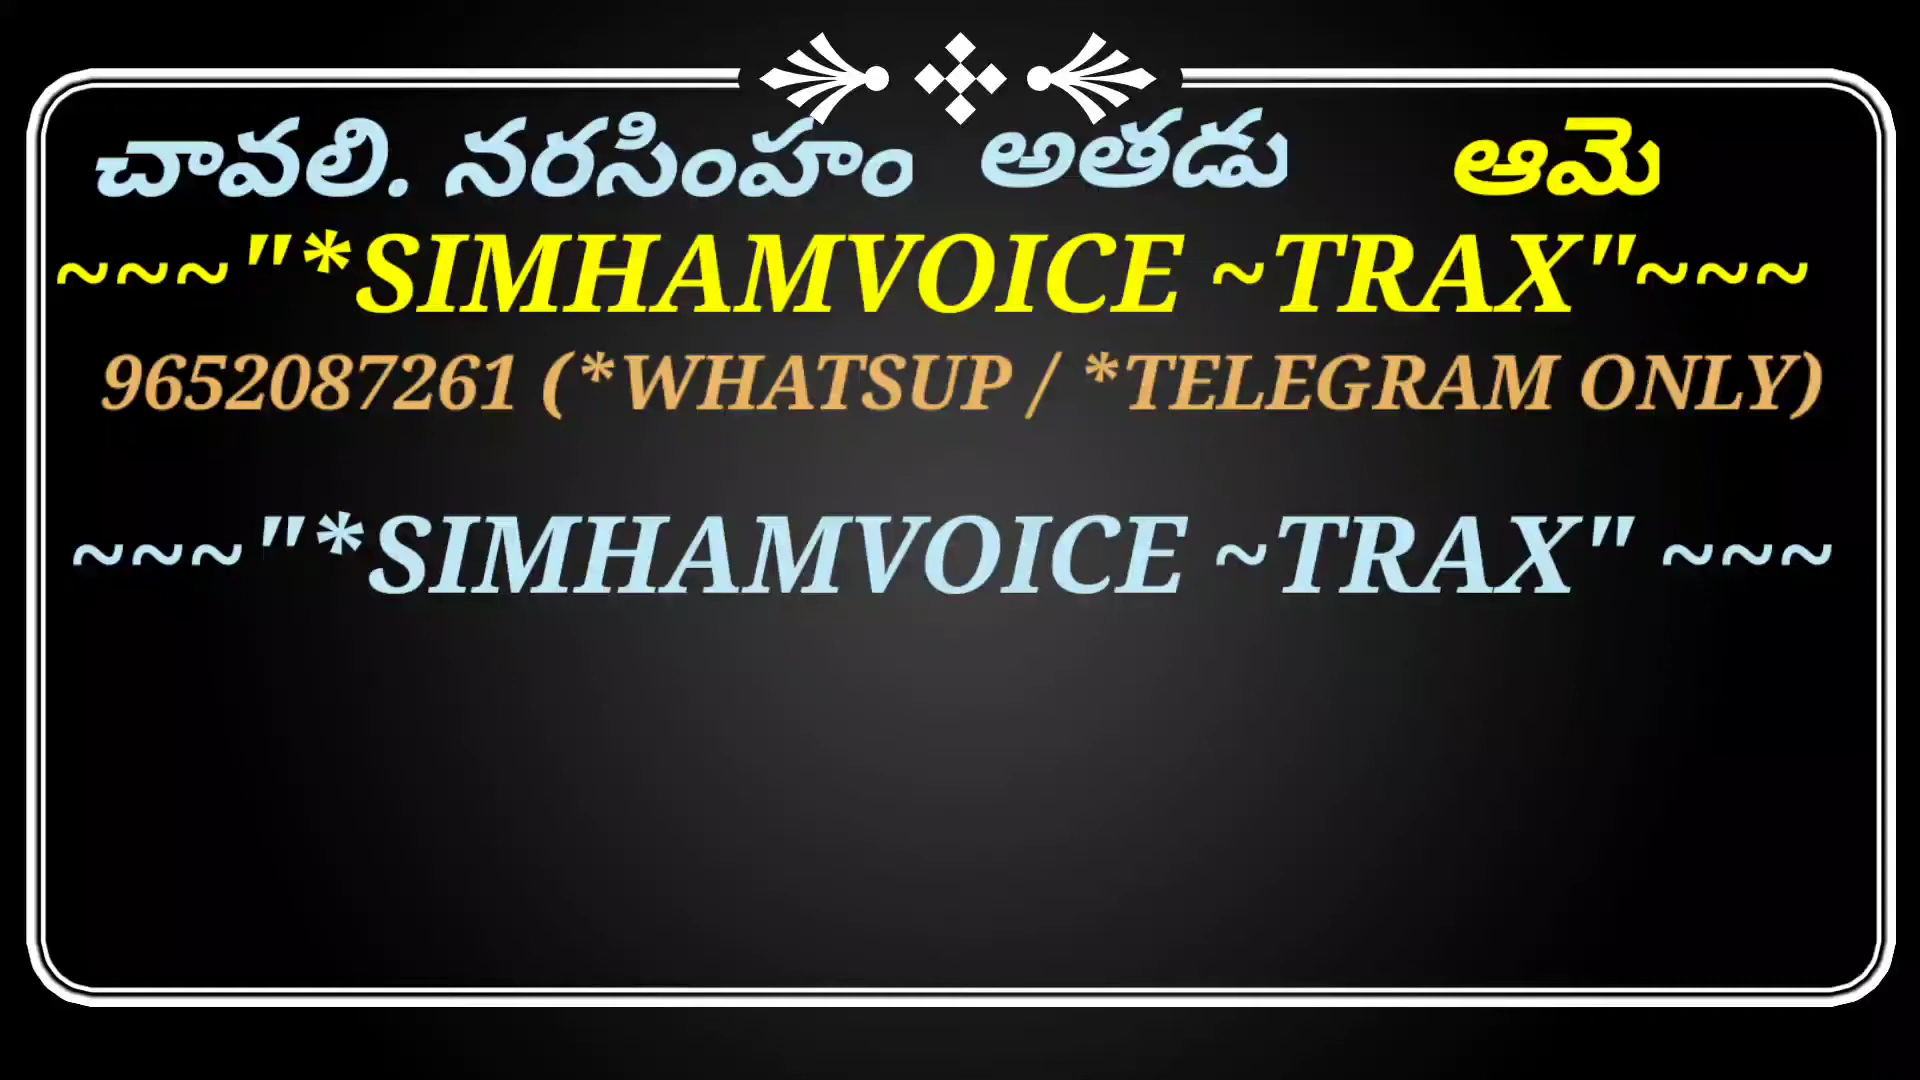 చావలి. నరసింహం అతడు ఆమె
~~~"*SIMHAMVOICE ~TRAX"~~~
9652087261 (*WHATSUP / *TELEGRAM ONLY)
~~~"*SIMHAMVOICE ~TRAX" ~~~